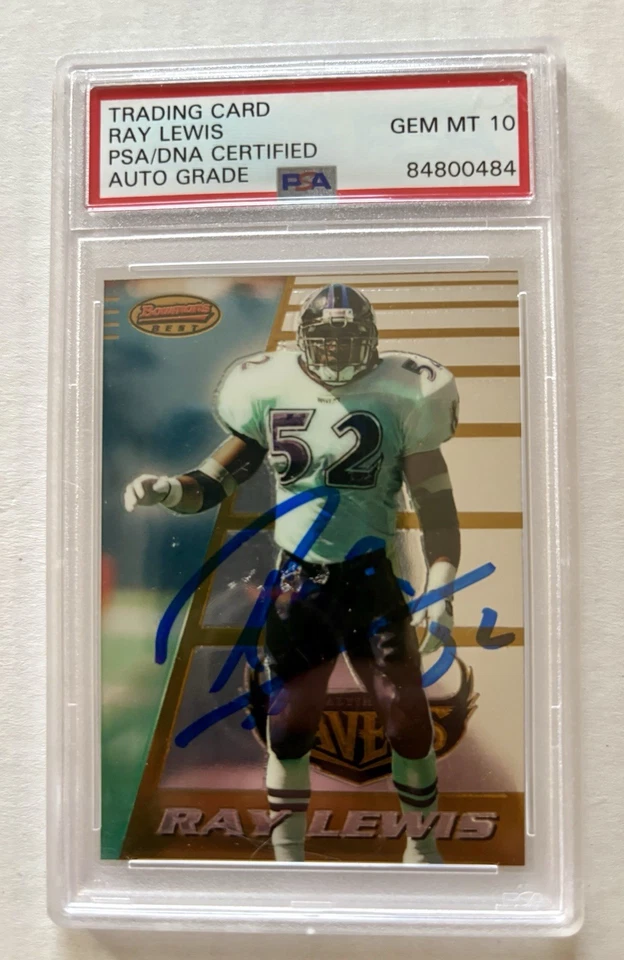 TRADING CARD
RAY LEWIS
PSA/DNA CERTIFIED
AUTO GRADE
GEM MT 10
84800484
PSA
Bowman's
BEST
52
52
RAVENS
RAY LEWIS